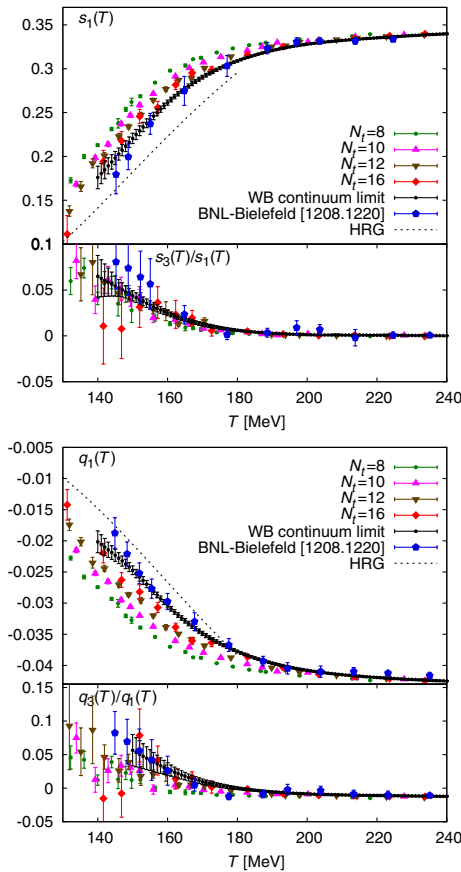 s₁(T)
0.35
0.3
0.25
0.2
0.15
0.1
Nₜ=8
Nₜ=10
Nₜ=12
Nₜ=16
WB continuum limit
BNL-Bielefeld [1208.1220]
HRG
s₃(T)/s₁(T)
0.1
0.05
0
-0.05
140 160 180 200 220 240
T [MeV]
q₁(T)
-0.005
-0.01
-0.015
-0.02
-0.025
-0.03
-0.035
-0.04
Nₜ=8
Nₜ=10
Nₜ=12
Nₜ=16
WB continuum limit
BNL-Bielefeld [1208.1220]
HRG
q₃(T)/q₁(T)
0.15
0.1
0.05
0
-0.05
140 160 180 200 220 240
T [MeV]